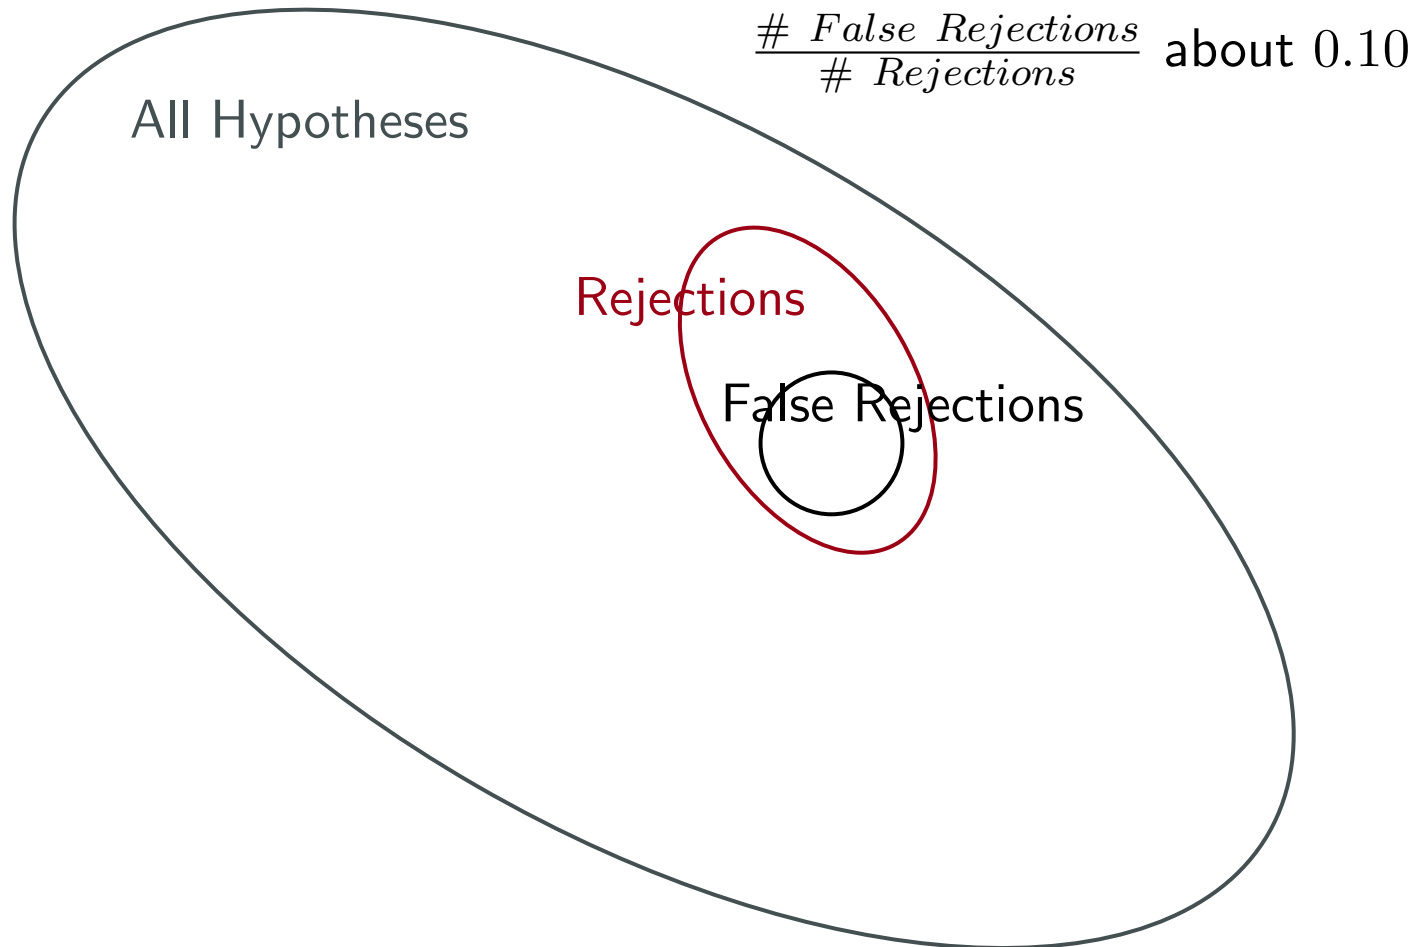 # False Rejections
# Rejections
about 0.10
All Hypotheses
Rejections
False Rejections